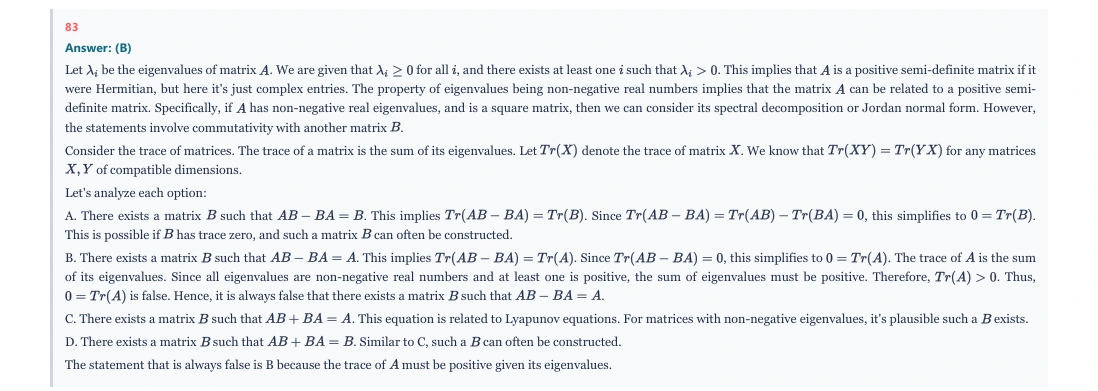 83
Answer: (B)
Let λᵢ be the eigenvalues of matrix A. We are given that λᵢ ≥ 0 for all i, and there exists at least one i such that λᵢ > 0. This implies that A is a positive semi-definite matrix if it
were Hermitian, but here it's just complex entries. The property of eigenvalues being non-negative real numbers implies that the matrix A can be related to a positive semi-
definite matrix. Specifically, if A has non-negative real eigenvalues, and is a square matrix, then we can consider its spectral decomposition or Jordan normal form. However,
the statements involve commutativity with another matrix B.
Consider the trace of matrices. The trace of a matrix is the sum of its eigenvalues. Let Tr(X) denote the trace of matrix X. We know that Tr(XY) = Tr(YX) for any matrices
X, Y of compatible dimensions.
Let's analyze each option:
A. There exists a matrix B such that AB − BA = B. This implies Tr(AB − BA) = Tr(B). Since Tr(AB − BA) = Tr(AB) − Tr(BA) = 0, this simplifies to 0 = Tr(B).
This is possible if B has trace zero, and such a matrix B can often be constructed.
B. There exists a matrix B such that AB − BA = A. This implies Tr(AB − BA) = Tr(A). Since Tr(AB − BA) = 0, this simplifies to 0 = Tr(A). The trace of A is the sum
of its eigenvalues. Since all eigenvalues are non-negative real numbers and at least one is positive, the sum of eigenvalues must be positive. Therefore, Tr(A) > 0. Thus,
0 = Tr(A) is false. Hence, it is always false that there exists a matrix B such that AB − BA = A.
C. There exists a matrix B such that AB + BA = A. This equation is related to Lyapunov equations. For matrices with non-negative eigenvalues, it's plausible such a B exists.
D. There exists a matrix B such that AB + BA = B. Similar to C, such a B can often be constructed.
The statement that is always false is B because the trace of A must be positive given its eigenvalues.